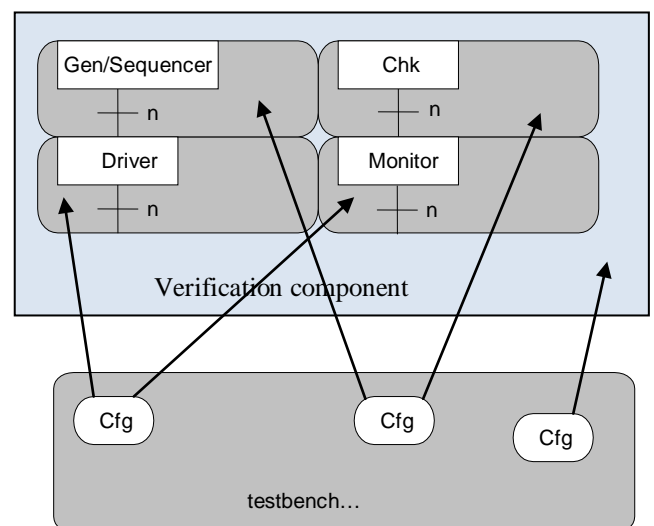 Gen/Sequencer
Chk
n
n
Driver
Monitor
n
n
Verification component
Cfg
Cfg
Cfg
testbench…